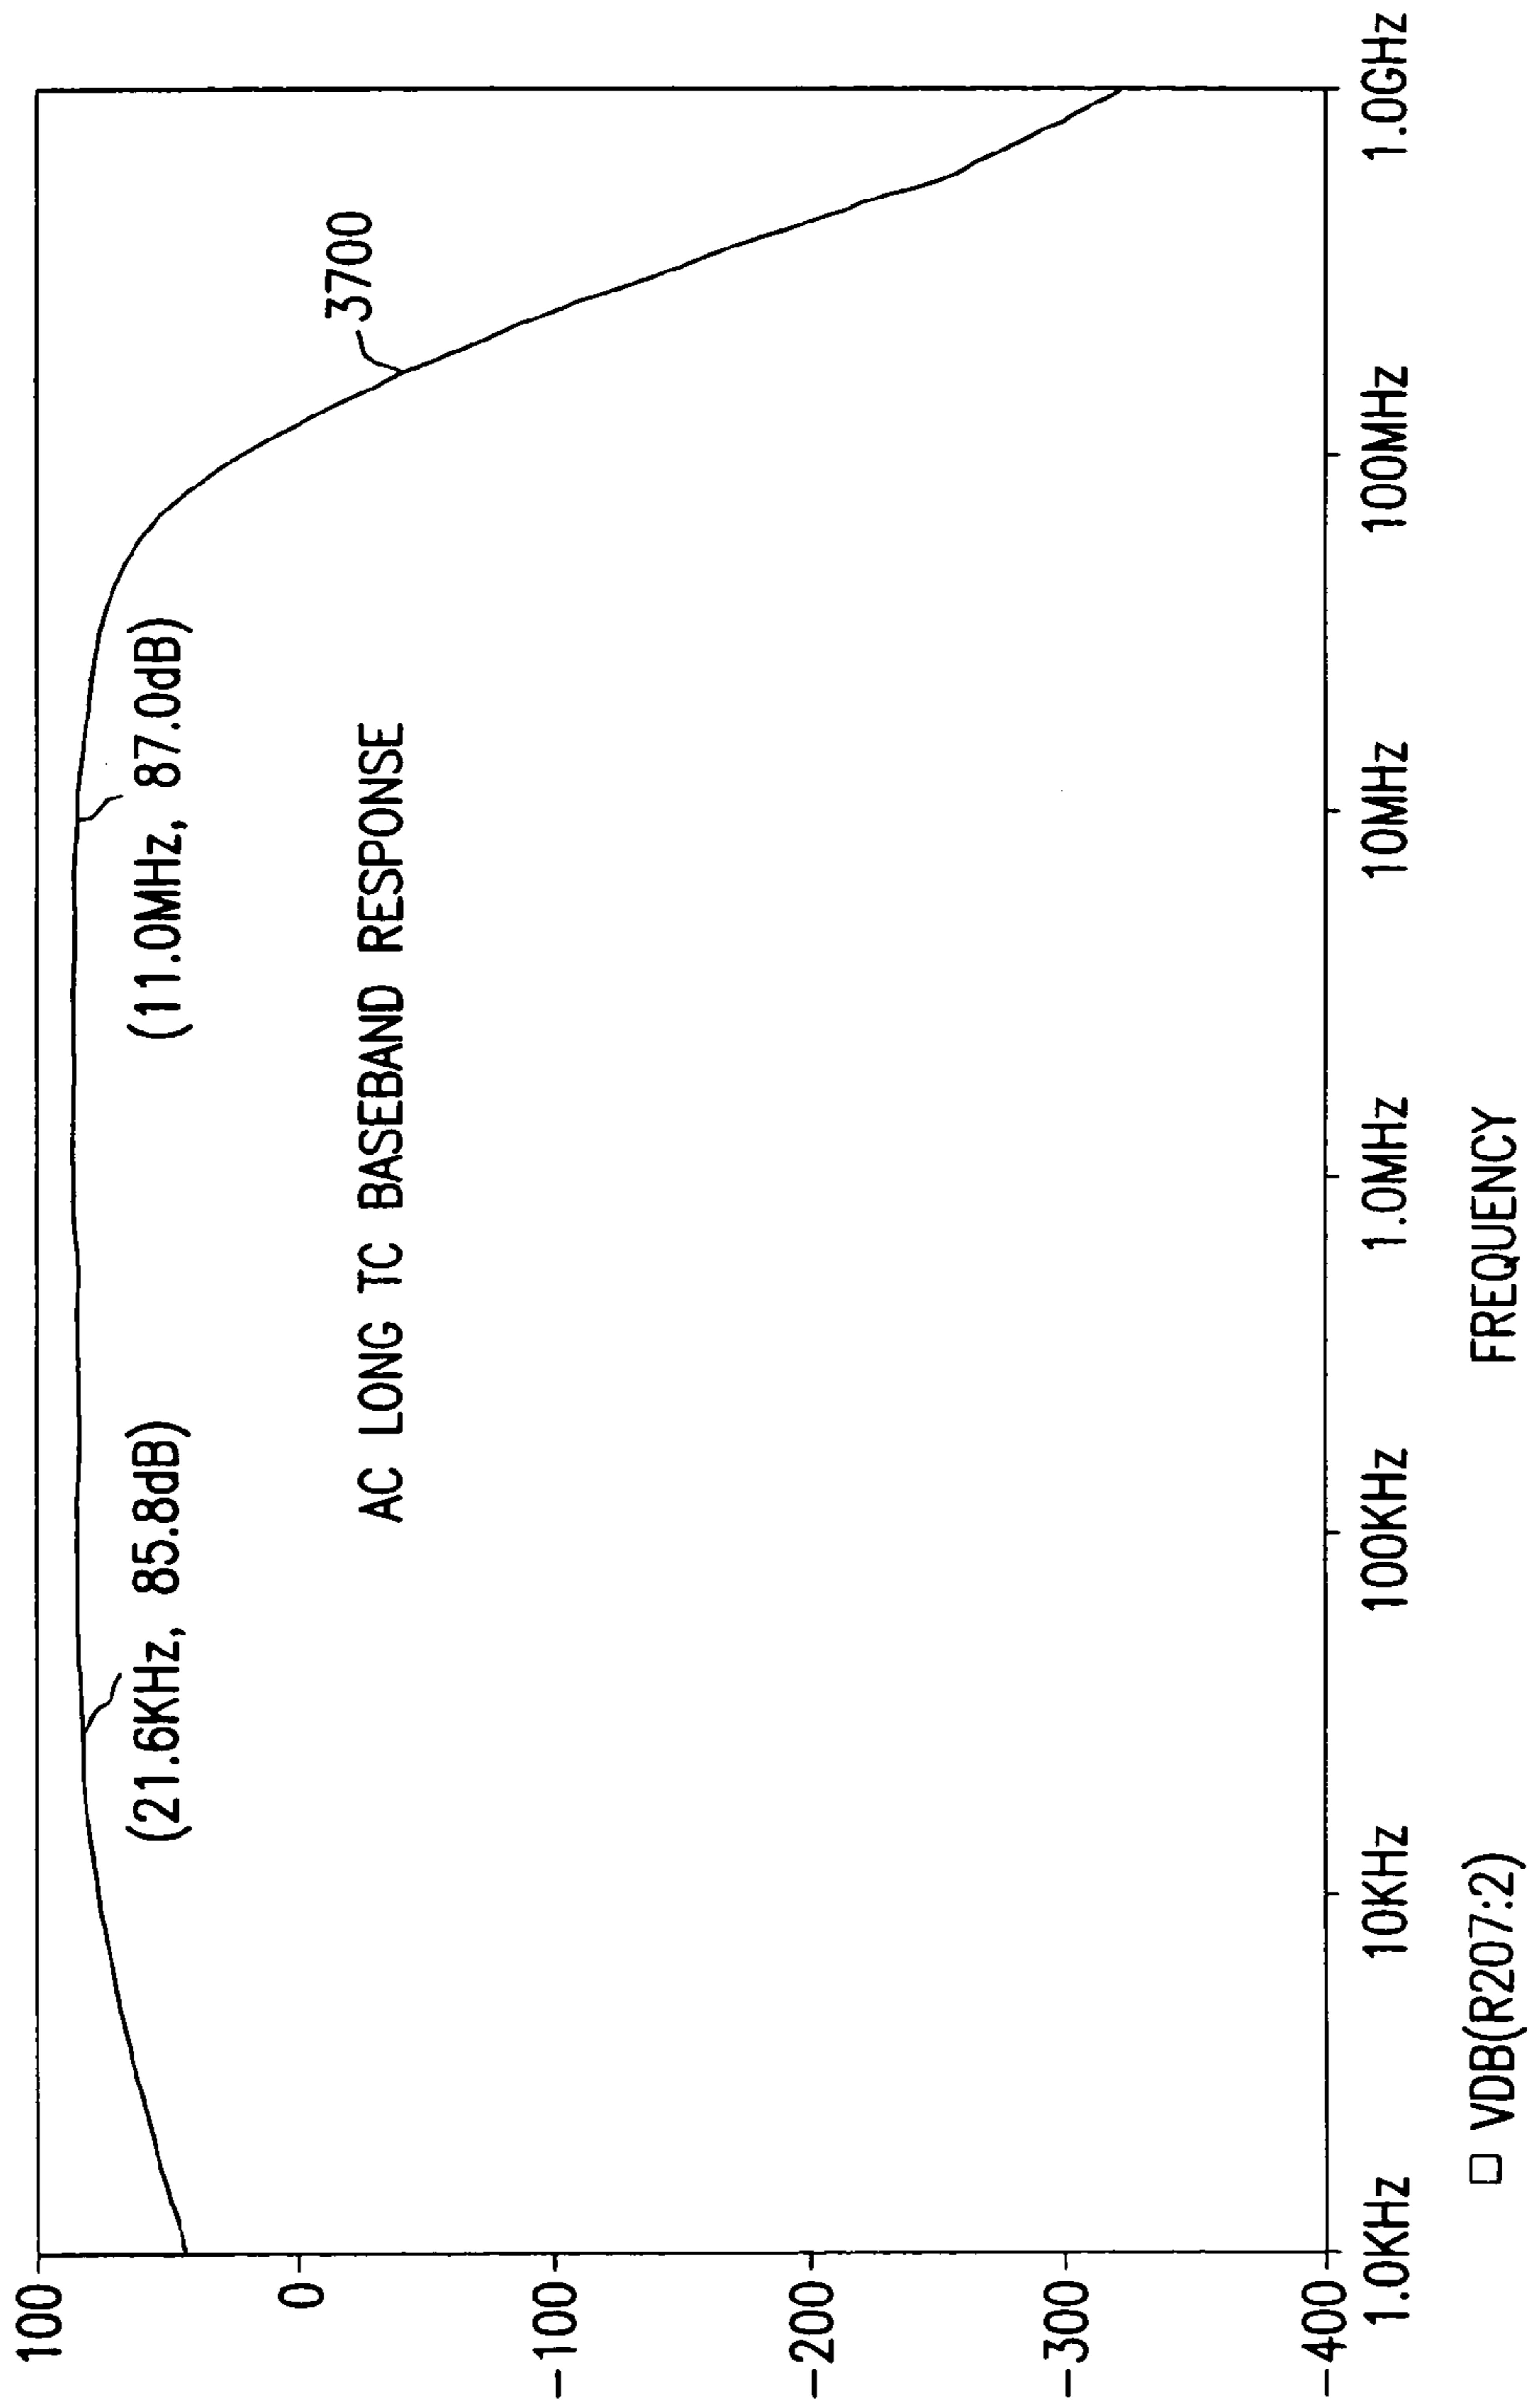 100
0
-100
-200
-300
-400
(21.6KHz, 85.8dB)
(11.0MHz, 87.0dB)
3700
AC LONG TC BASEBAND RESPONSE
1.0KHz
10KHz
100KHz
1.0MHz
10MHz
100MHz
1.0GHz
□ VDB(R207:2)
FREQUENCY